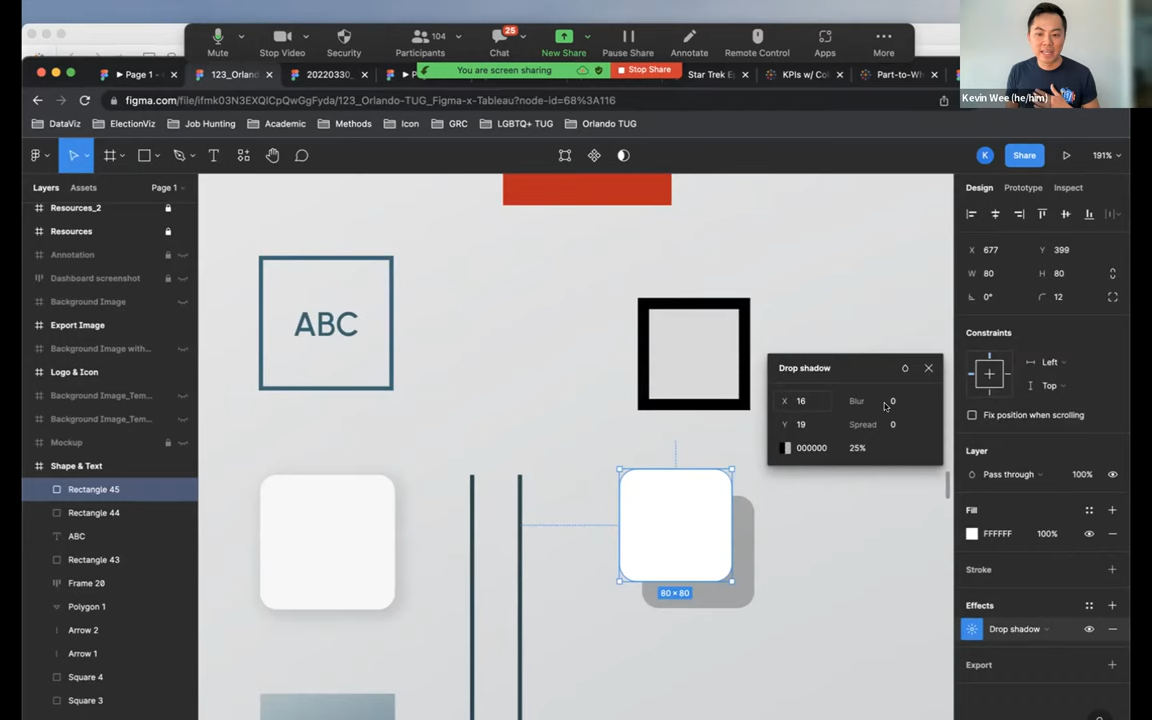 104
25
Mute
Stop Video
Security
Participants
Chat
New Share
Pause Share
Annotate
Remote Control
Apps
More
You are screen sharing
Stop Share
Page 1 -
123_Orland
20220330_
Star Trek Ep
KPIs w/ Co
Part-to-Wh
Kevin Wee (he/him)
figma.com/file/ifmk03N3EXQICpQwGgFyda/123_Orlando-TUG_Figma-x-Tableau?node-id=68%3A116
DataViz
ElectionViz
Job Hunting
Academic
Methods
Icon
GRC
LGBTQ+ TUG
Orlando TUG
K
Share
191%
Layers
Assets
Page 1
Resources_2
Resources
Annotation
Dashboard screenshot
Background Image
Export Image
Background Image with...
Logo & Icon
Background Image_Tem...
Background Image_Tem...
Mockup
Shape & Text
Rectangle 45
Rectangle 44
ABC
Rectangle 43
Frame 20
Polygon 1
Arrow 2
Arrow 1
Square 4
Square 3
ABC
80 × 80
Drop shadow
X 16
Blur 0
Y 19
Spread 0
000000
25%
Design
Prototype
Inspect
X 677
Y 399
W 80
H 80
0°
12
Constraints
Left
Top
Fix position when scrolling
Layer
Pass through
100%
Fill
FFFFFF
100%
Stroke
Effects
Drop shadow
Export